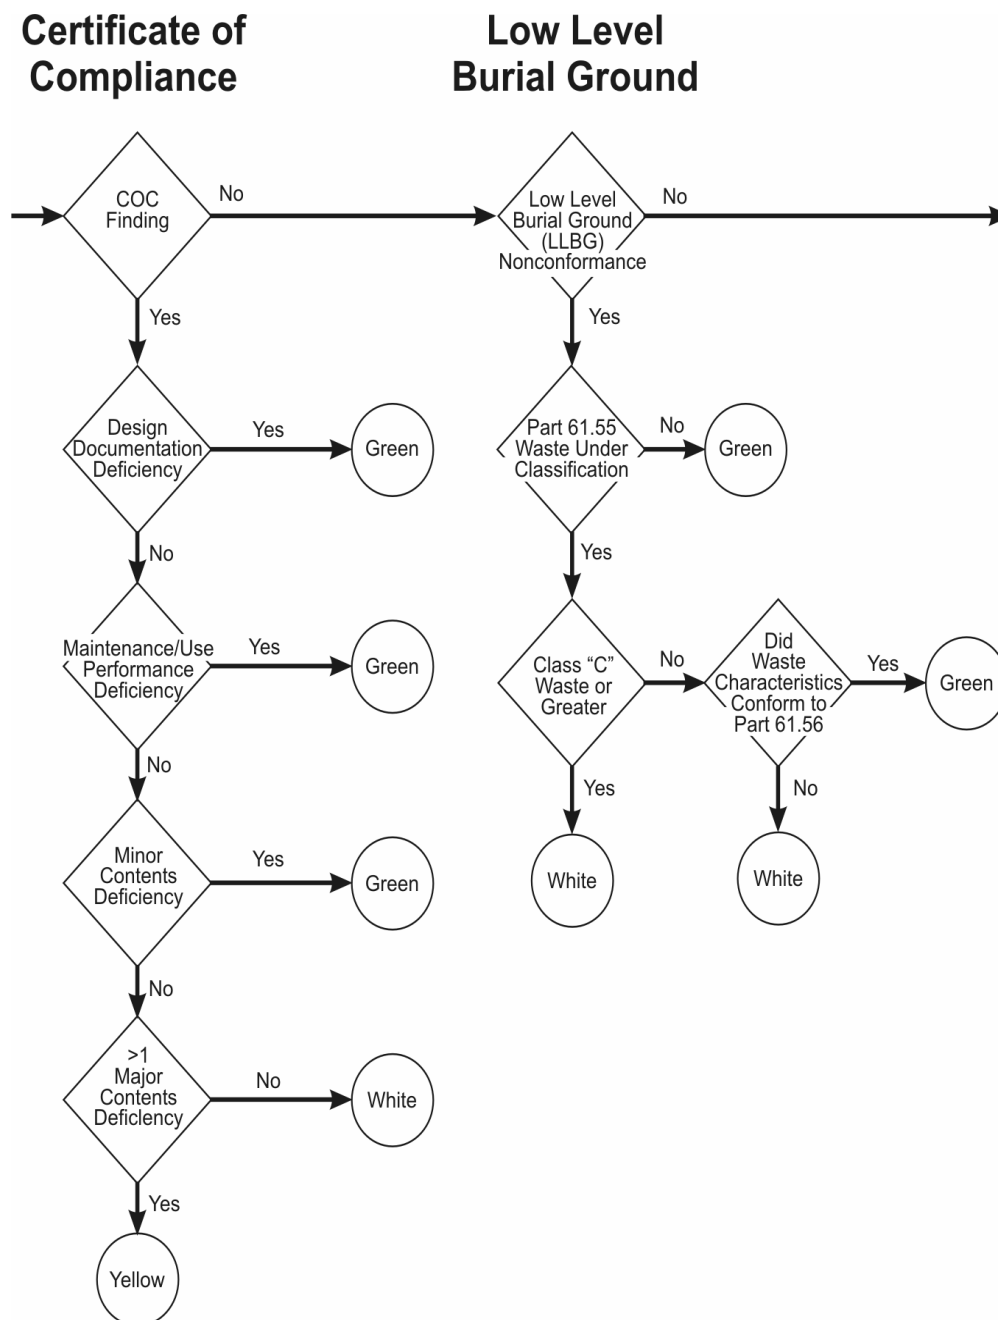 Certificate of
Compliance
Low Level
Burial Ground
COC
Finding
No
Low Level
Burial Ground
(LLBG)
Nonconformance
No
Yes
Yes
Design
Documentation
Deficiency
Yes
Green
Part 61.55
Waste Under
Classification
No
Green
No
Yes
Maintenance/Use
Performance
Deficiency
Yes
Green
Class “C”
Waste or
Greater
No
Did
Waste
Characteristics
Conform to
Part 61.56
Yes
Green
No
Yes
No
Minor
Contents
Deficiency
Yes
Green
White
White
No
>1
Major
Contents
Deficlency
No
White
Yes
Yellow